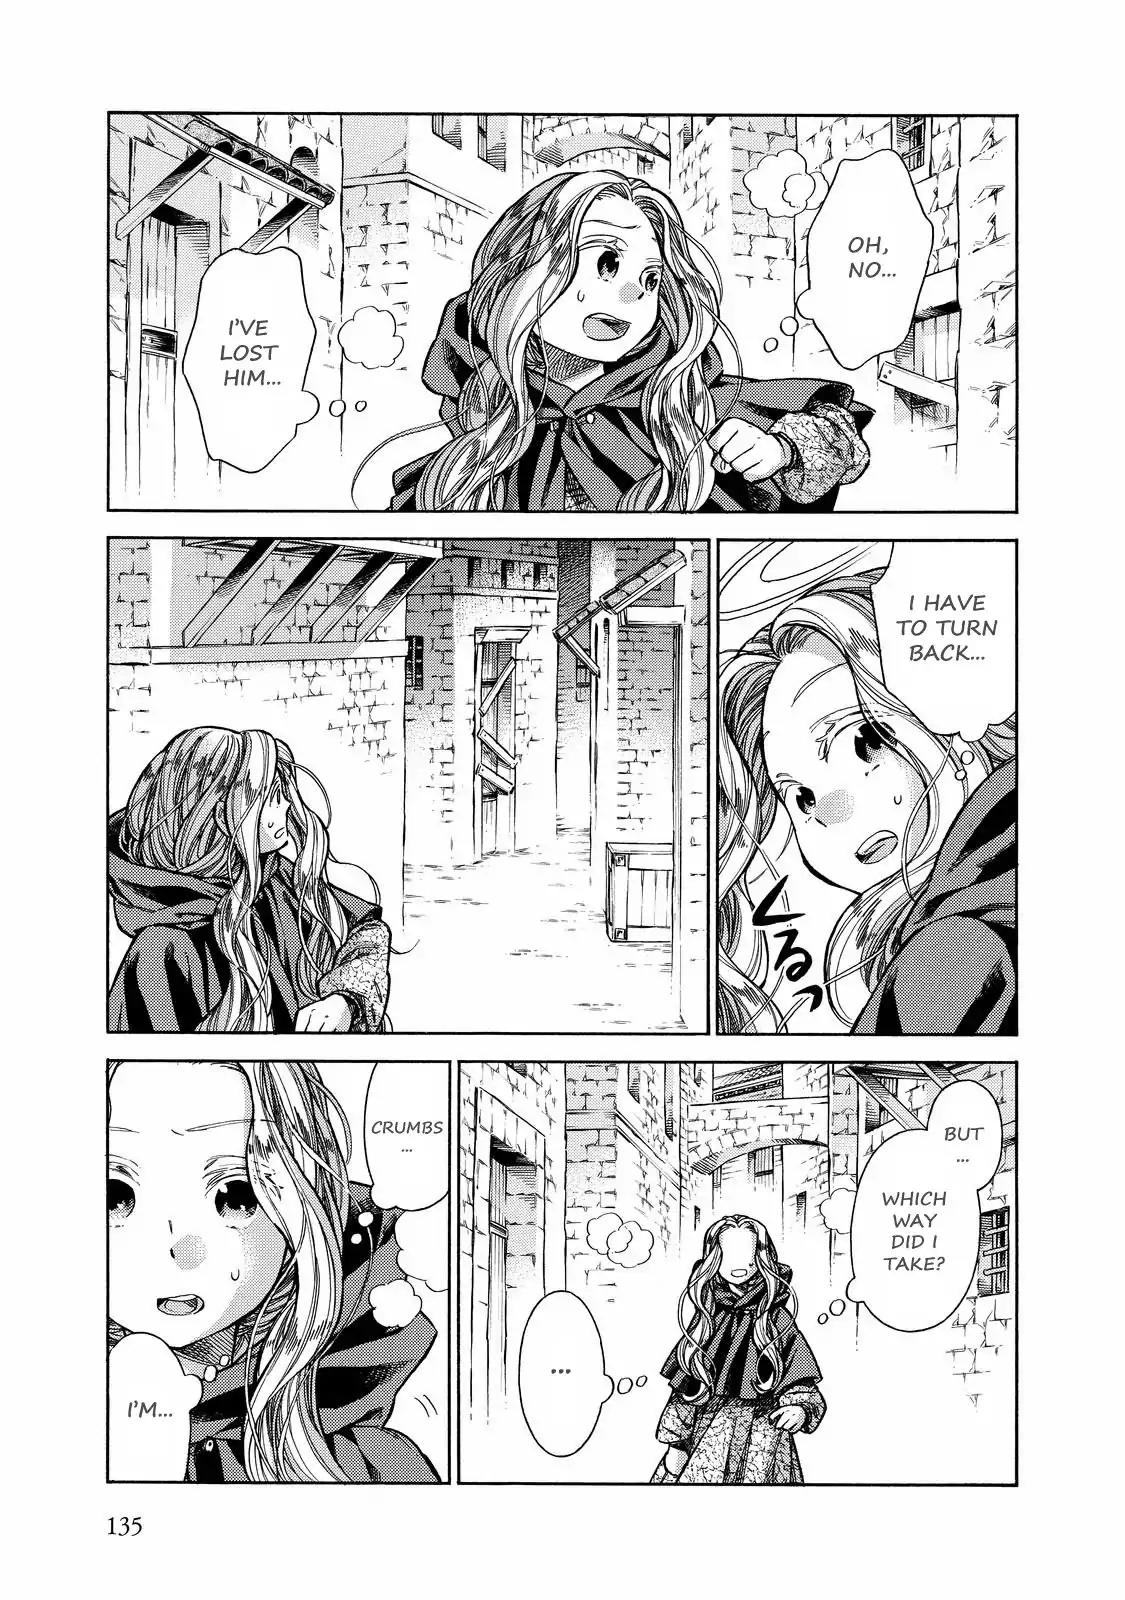 OH,
NO...
I'VE
LOST
HIM...
I HAVE
TO TURN
BACK...
くるっ
BUT
...
WHICH
WAY
DID I
TAKE?
...
CRUMBS
...
I'M...
135